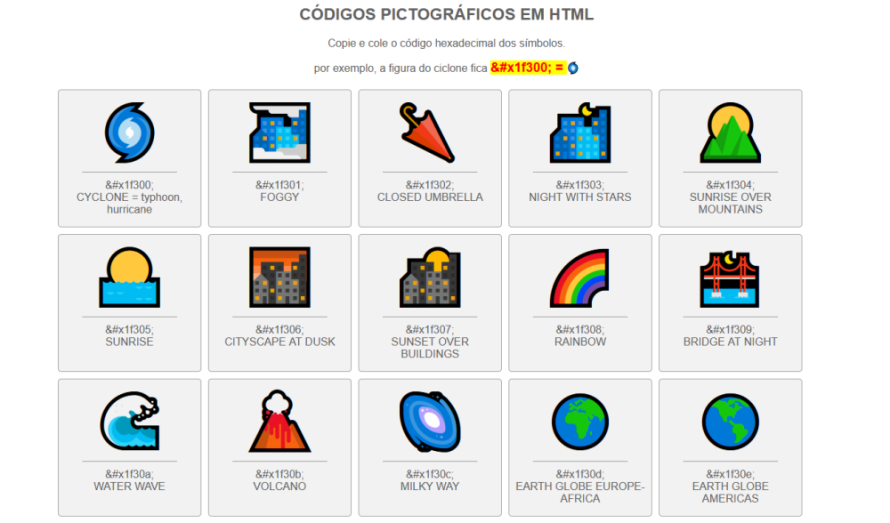 CÓDIGOS PICTOGRÁFICOS EM HTML
Copie e cole o código hexadecimal dos símbolos.
por exemplo, a figura do ciclone fica &#x1f300; = 🌀
&#x1f300;
CYCLONE = typhoon,
hurricane
&#x1f301;
FOGGY
&#x1f302;
CLOSED UMBRELLA
&#x1f303;
NIGHT WITH STARS
&#x1f304;
SUNRISE OVER
MOUNTAINS
&#x1f305;
SUNRISE
&#x1f306;
CITYSCAPE AT DUSK
&#x1f307;
SUNSET OVER
BUILDINGS
&#x1f308;
RAINBOW
&#x1f309;
BRIDGE AT NIGHT
&#x1f30a;
WATER WAVE
&#x1f30b;
VOLCANO
&#x1f30c;
MILKY WAY
&#x1f30d;
EARTH GLOBE EUROPE-
AFRICA
&#x1f30e;
EARTH GLOBE
AMERICAS